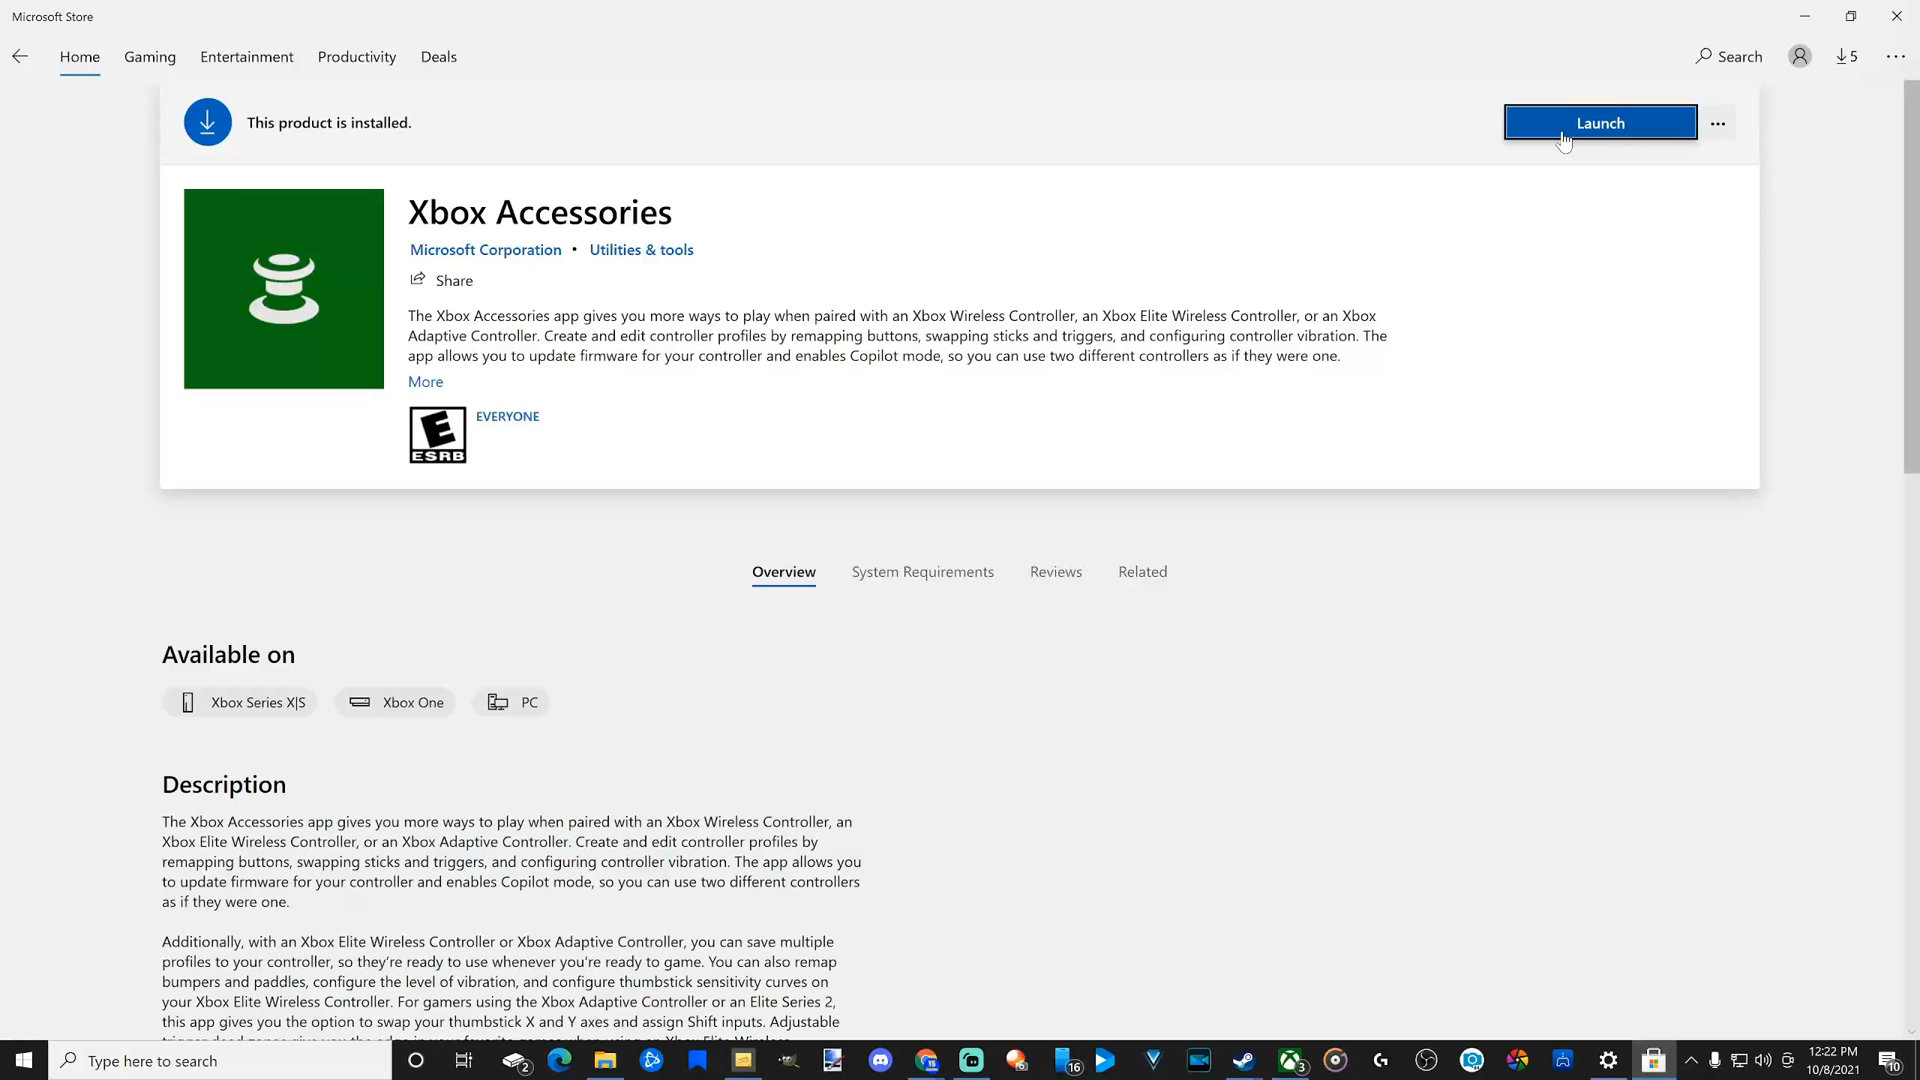 Microsoft Store
Home Gaming Entertainment Productivity Deals Search 5
This product is installed. Launch
Xbox Accessories
Microsoft Corporation • Utilities & tools
Share
The Xbox Accessories app gives you more ways to play when paired with an Xbox Wireless Controller, an Xbox Elite Wireless Controller, or an Xbox
Adaptive Controller. Create and edit controller profiles by remapping buttons, swapping sticks and triggers, and configuring controller vibration. The
app allows you to update firmware for your controller and enables Copilot mode, so you can use two different controllers as if they were one.
More
E
ESRB
EVERYONE
Overview System Requirements Reviews Related
Available on
Xbox Series X|S Xbox One PC
Description
The Xbox Accessories app gives you more ways to play when paired with an Xbox Wireless Controller, an
Xbox Elite Wireless Controller, or an Xbox Adaptive Controller. Create and edit controller profiles by
remapping buttons, swapping sticks and triggers, and configuring controller vibration. The app allows you
to update firmware for your controller and enables Copilot mode, so you can use two different controllers
as if they were one.
Additionally, with an Xbox Elite Wireless Controller or Xbox Adaptive Controller, you can save multiple
profiles to your controller, so they're ready to use whenever you're ready to game. You can also remap
bumpers and paddles, configure the level of vibration, and configure thumbstick sensitivity curves on
your Xbox Elite Wireless Controller. For gamers using the Xbox Adaptive Controller or an Elite Series 2,
this app gives you the option to swap your thumbstick X and Y axes and assign Shift inputs. Adjustable
Type here to search 2 16 3 12:22 PM
10/8/2021 10